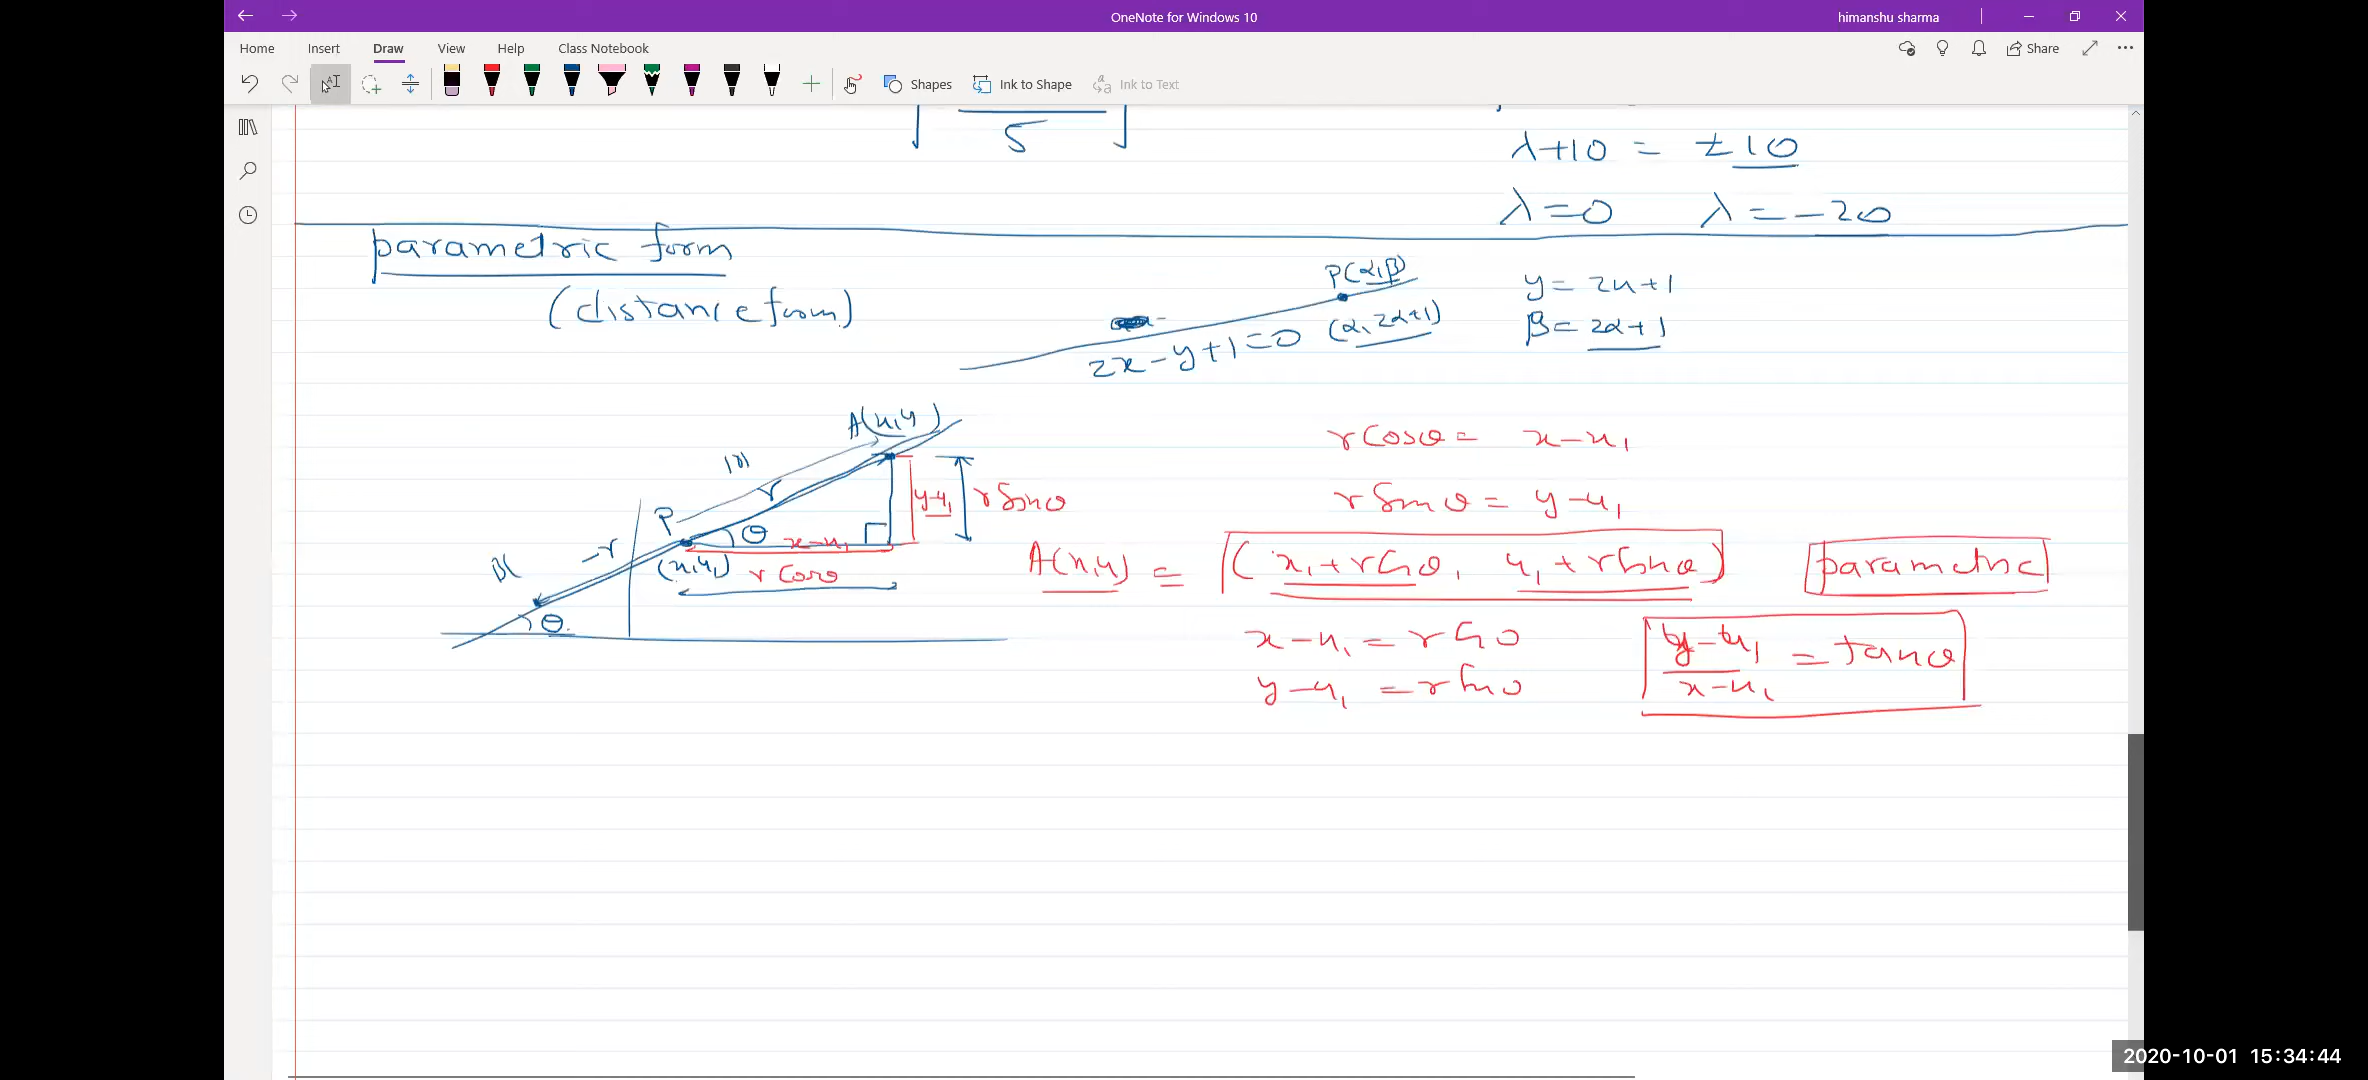 OneNote for Windows 10
himanshu sharma
Home Insert Draw View Help Class Notebook
Share
Shapes Ink to Shape Ink to Text
5
λ+10 = ±10
λ=0 λ=-20
parametric form
(distance form)
P(α,β)
(α, 2α+1)
2x-y+1=0
y = 2x+1
β = 2α+1
A(x,y)
|r|
r
P
θ
x-x₁
y-y₁
r sinθ
-r
(x₁y₁)
r cosθ
θ
r cosθ = x-x₁
r sinθ = y-y₁
A(x,y) = (x₁+r cosθ, y₁+r sinθ)
parametric
x-x₁ = r cosθ
y-y₁ = r sinθ
y-y₁ / x-x₁ = tanθ
2020-10-01 15:34:44